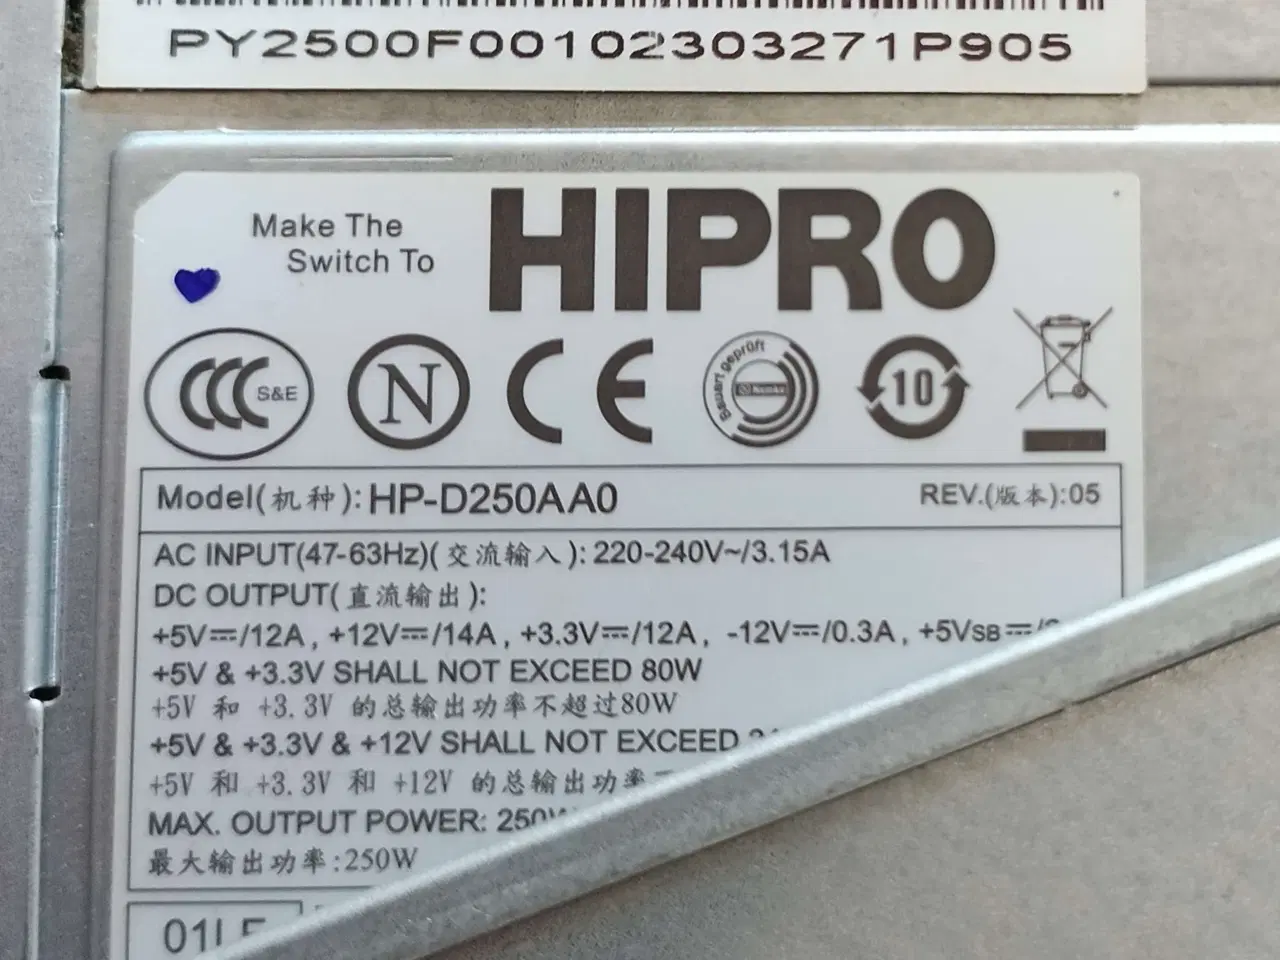 PY2500F00102303271P905
Make The
Switch To
HIPRO
CCC S&E
N
CE
Bauart geprüft
10
Model(机种): HP-D250AA0
REV.(版本):05
AC INPUT(47-63Hz)(交流输入): 220-240V~/3.15A
DC OUTPUT(直流输出):
+5V⎓/12A, +12V⎓/14A, +3.3V⎓/12A, -12V⎓/0.3A, +5VSB⎓/
+5V & +3.3V SHALL NOT EXCEED 80W
+5V 和 +3.3V 的总输出功率不超过80W
+5V & +3.3V & +12V SHALL NOT EXCEED
+5V 和 +3.3V 和 +12V 的总输出功率
MAX. OUTPUT POWER: 250W
最大输出功率:250W